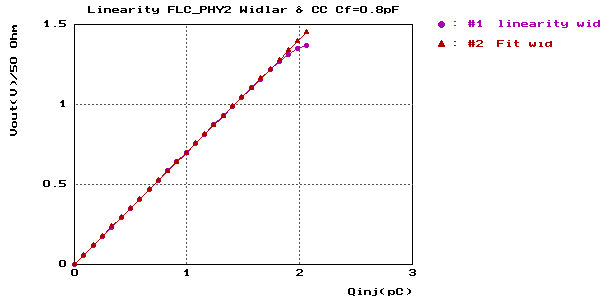 Linearity FLC_PHY2 Widlar & CC Cf=0.8pF
: #1 linearity wid
: #2 Fit wid
Vout(V)/50 Ohm
1.5
1
0.5
0
0 1 2 3
Qinj(pC)